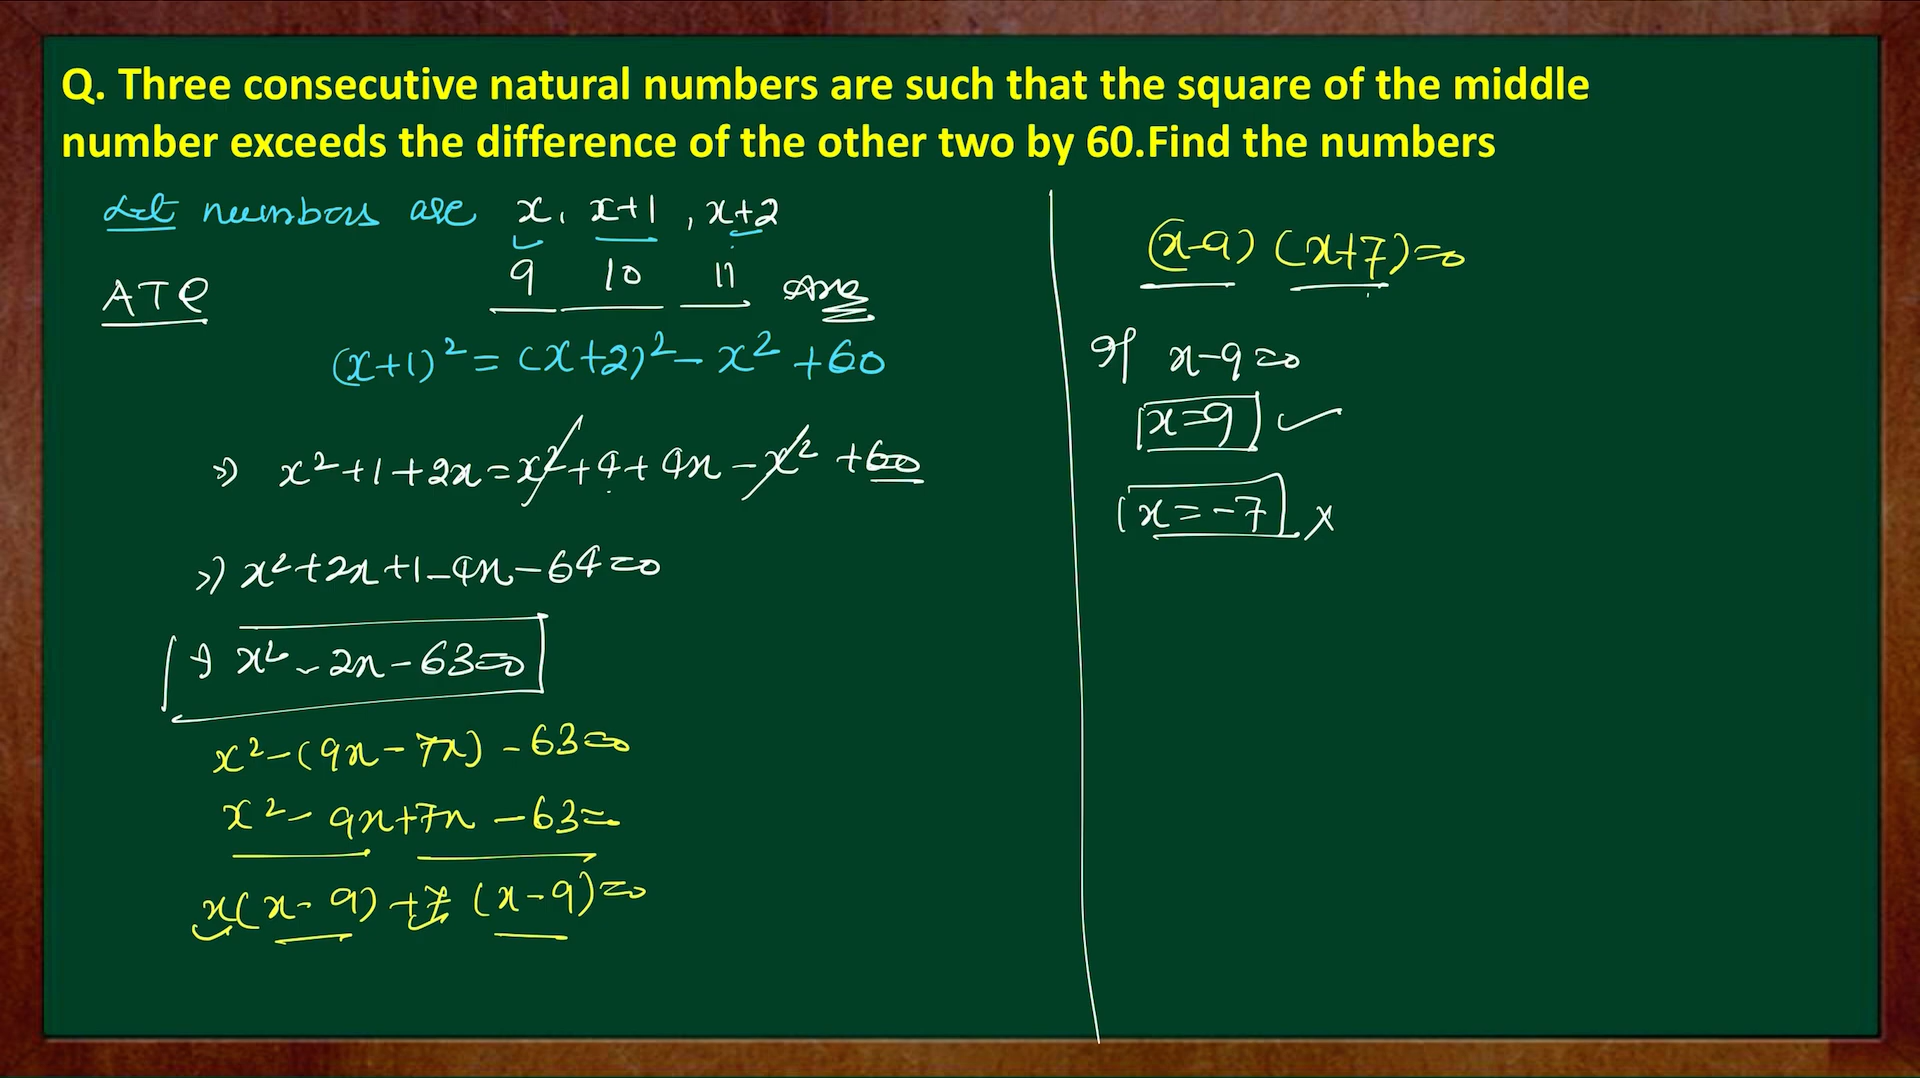 Q. Three consecutive natural numbers are such that the square of the middle
number exceeds the difference of the other two by 60.Find the numbers
Let numbers are x, x+1, x+2
9 10 11 Ans
ATQ
(x+1)² = (x+2)² - x² + 60
⇒ x²+1+2x = x²+4+4x - x² + 60
⇒ x²+2x+1-4x-64=0
⇒ x² - 2x - 63=0
x² - (9x - 7x) - 63=0
x² - 9x+7x - 63=0
x(x-9) +7 (x-9)=0
(x-9) (x+7)=0
If x-9=0
x=9 ✓
x=-7 ×